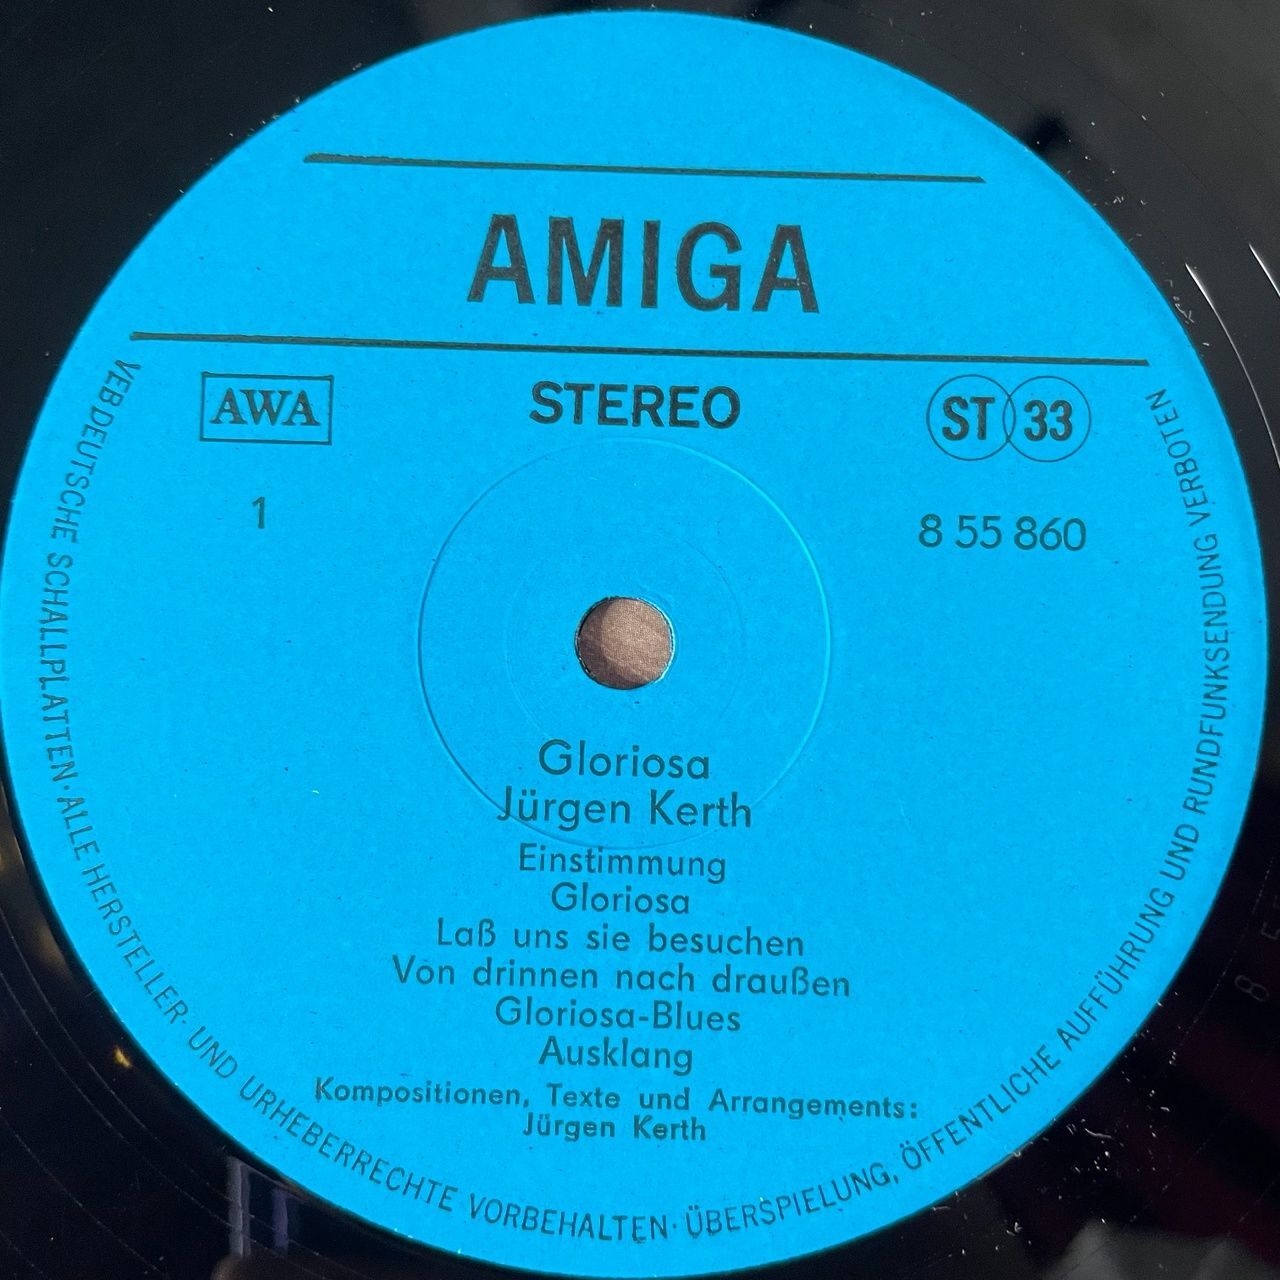 AMIGA
AWA
STEREO
ST 33
1
8 55 860
Gloriosa
Jürgen Kerth
Einstimmung
Gloriosa
Laß uns sie besuchen
Von drinnen nach draußen
Gloriosa-Blues
Ausklang
Kompositionen, Texte und Arrangements:
Jürgen Kerth
VEB DEUTSCHE SCHALLPLATTEN · ALLE HERSTELLER- UND URHEBERRECHTE VORBEHALTEN · ÜBERSPIELUNG, ÖFFENTLICHE AUFFÜHRUNG UND RUNDFUNKSENDUNG VERBOTEN